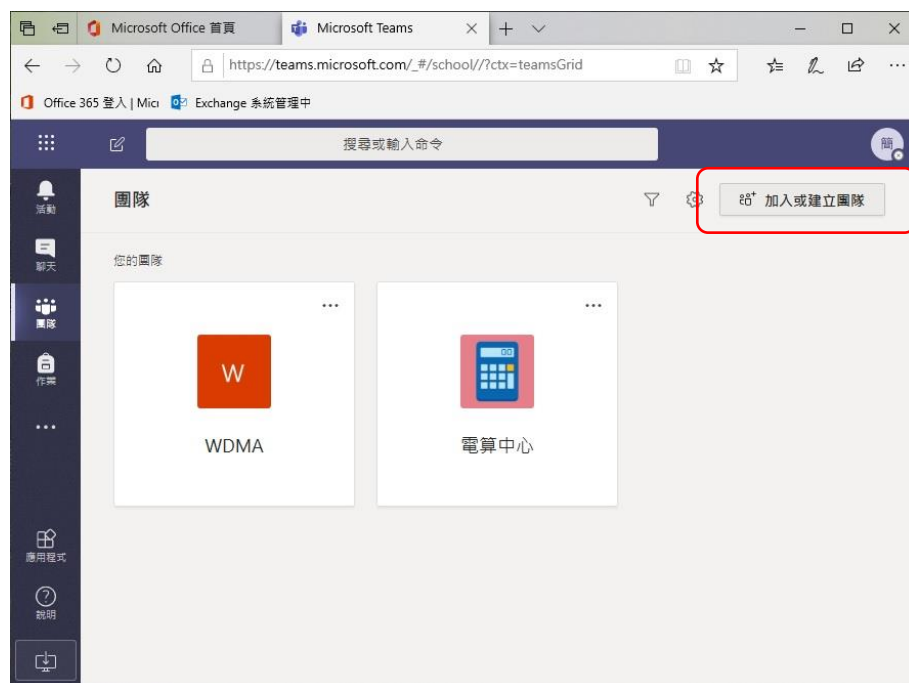 Microsoft Office 首頁
Microsoft Teams
https://teams.microsoft.com/_#/school//?ctx=teamsGrid
Office 365 登入 | Mici
Exchange 系統管理中
搜尋或輸入命令
簡
活動
團隊
加入或建立團隊
聊天
您的團隊
團隊
作業
W
WDMA
電算中心
應用程式
說明